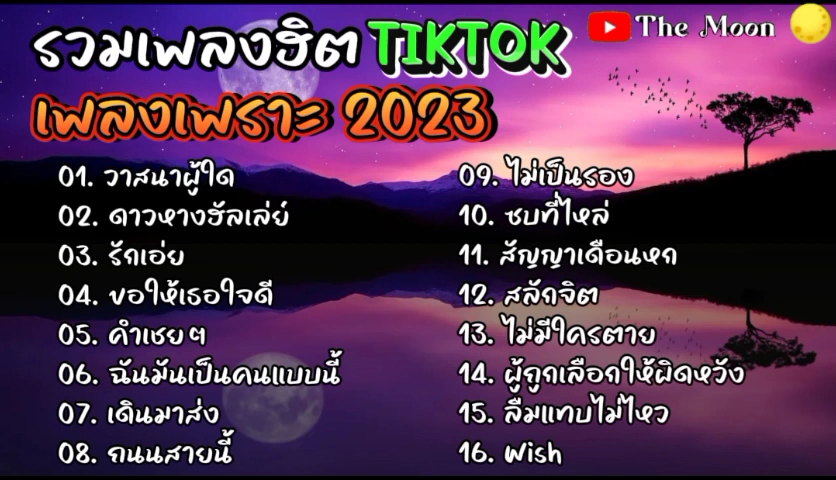 รวมเพลงฮิต TIKTOK
The Moon
เพลงเพราะ 2023
01. วาสนาผู้ใด
02. ดาวหางฮัลเล่ย์
03. รักเอ่ย
04. ขอให้เธอใจดี
05. คำเชยๆ
06. ฉันมันเป็นคนแบบนี้
07. เดินมาส่ง
08. ถนนสายนี้
09. ไม่เป็นรอง
10. ซบที่ไหล่
11. สัญญาเดือนหก
12. สลักจิต
13. ไม่มีใครตาย
14. ผู้ถูกเลือกให้ผิดหวัง
15. ลืมแทบไม่ไหว
16. Wish